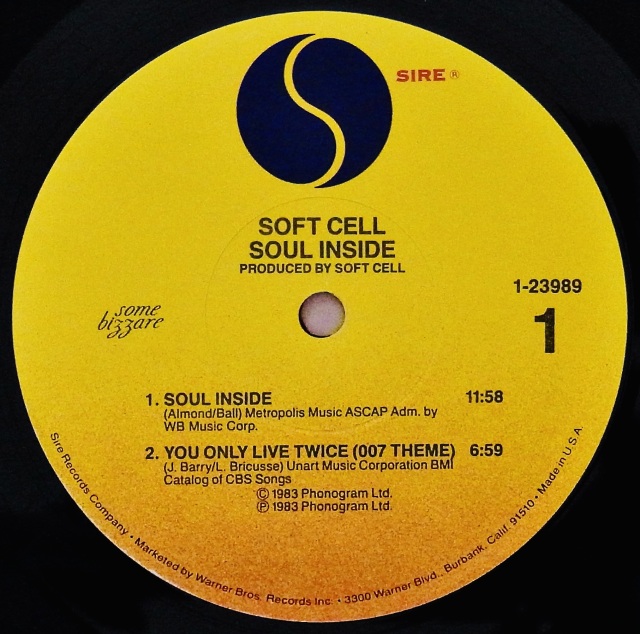 SIRE ®
SOFT CELL
SOUL INSIDE
PRODUCED BY SOFT CELL
1-23989
some
bizzare
1
1. SOUL INSIDE 11:58
(Almond/Ball) Metropolis Music ASCAP Adm. by
WB Music Corp.
2. YOU ONLY LIVE TWICE (007 THEME) 6:59
(J. Barry/L. Bricusse) Unart Music Corporation BMI
Catalog of CBS Songs
© 1983 Phonogram Ltd.
℗ 1983 Phonogram Ltd.
Sire Records Company • Marketed by Warner Bros. Records Inc. • 3300 Warner Blvd., Burbank, Calif. 91510 • Made in U.S.A